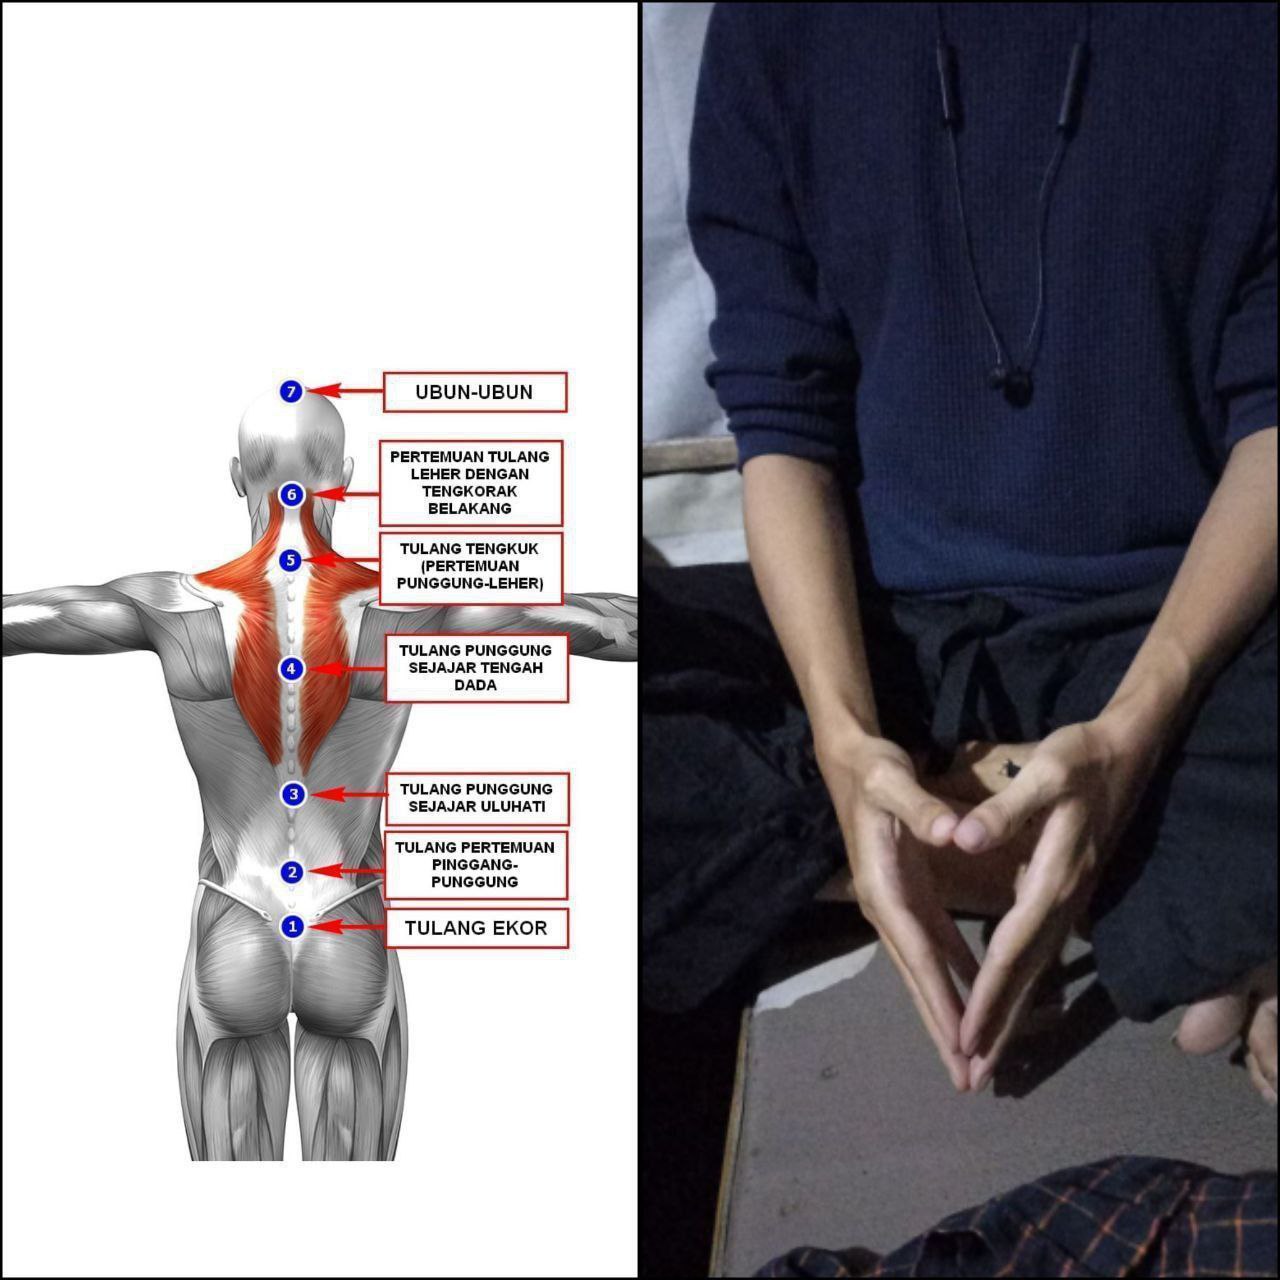 7
UBUN-UBUN
PERTEMUAN TULANG
LEHER DENGAN
TENGKORAK
BELAKANG
6
TULANG TENGKUK
(PERTEMUAN
PUNGGUNG-LEHER)
5
TULANG PUNGGUNG
SEJAJAR TENGAH
DADA
4
TULANG PUNGGUNG
SEJAJAR ULUHATI
3
TULANG PERTEMUAN
PINGGANG-
PUNGGUNG
2
1
TULANG EKOR